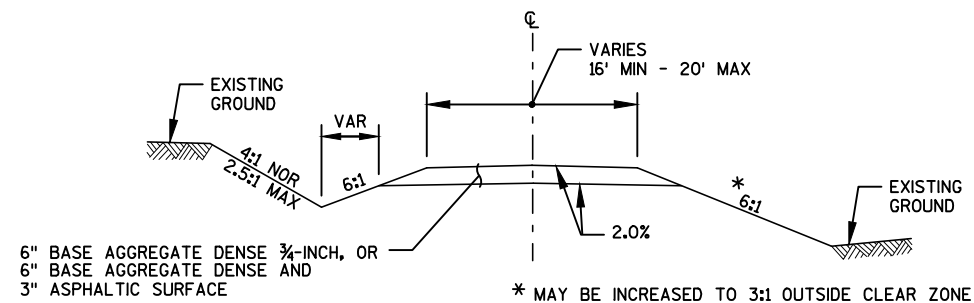 ℄
VARIES
16' MIN - 20' MAX
EXISTING
GROUND
VAR
4:1 NOR
2.5:1 MAX
6:1
*
6:1
EXISTING
GROUND
2.0%
6" BASE AGGREGATE DENSE ¾-INCH, OR
6" BASE AGGREGATE DENSE AND
3" ASPHALTIC SURFACE
* MAY BE INCREASED TO 3:1 OUTSIDE CLEAR ZONE